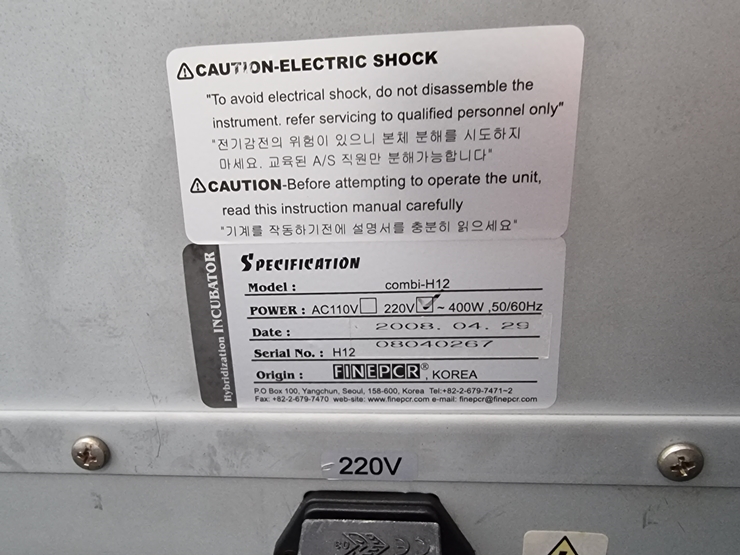 ⚠CAUTION-ELECTRIC SHOCK
"To avoid electrical shock, do not disassemble the
instrument. refer servicing to qualified personnel only"
"전기감전의 위험이 있으니 본체 분해를 시도하지
마세요. 교육된 A/S 직원만 분해가능합니다"
⚠CAUTION-Before attempting to operate the unit,
read this instruction manual carefully
"기계를 작동하기전에 설명서를 충분히 읽으세요"
Hybridization INCUBATOR
SPECIFICATION
Model : combi-H12
POWER : AC110V☐ 220V☑ ~ 400W ,50/60Hz
Date : 2008. 04. 29
Serial No. : H12 08040267
Origin : FINEPCR® , KOREA
P.O Box 100, Yangchun, Seoul, 158-600, Korea Tel:+82-2-679-7471~2
Fax: +82-2-679-7470 web-site: www.finepcr.com e-mail: finepcr@finepcr.com
220V